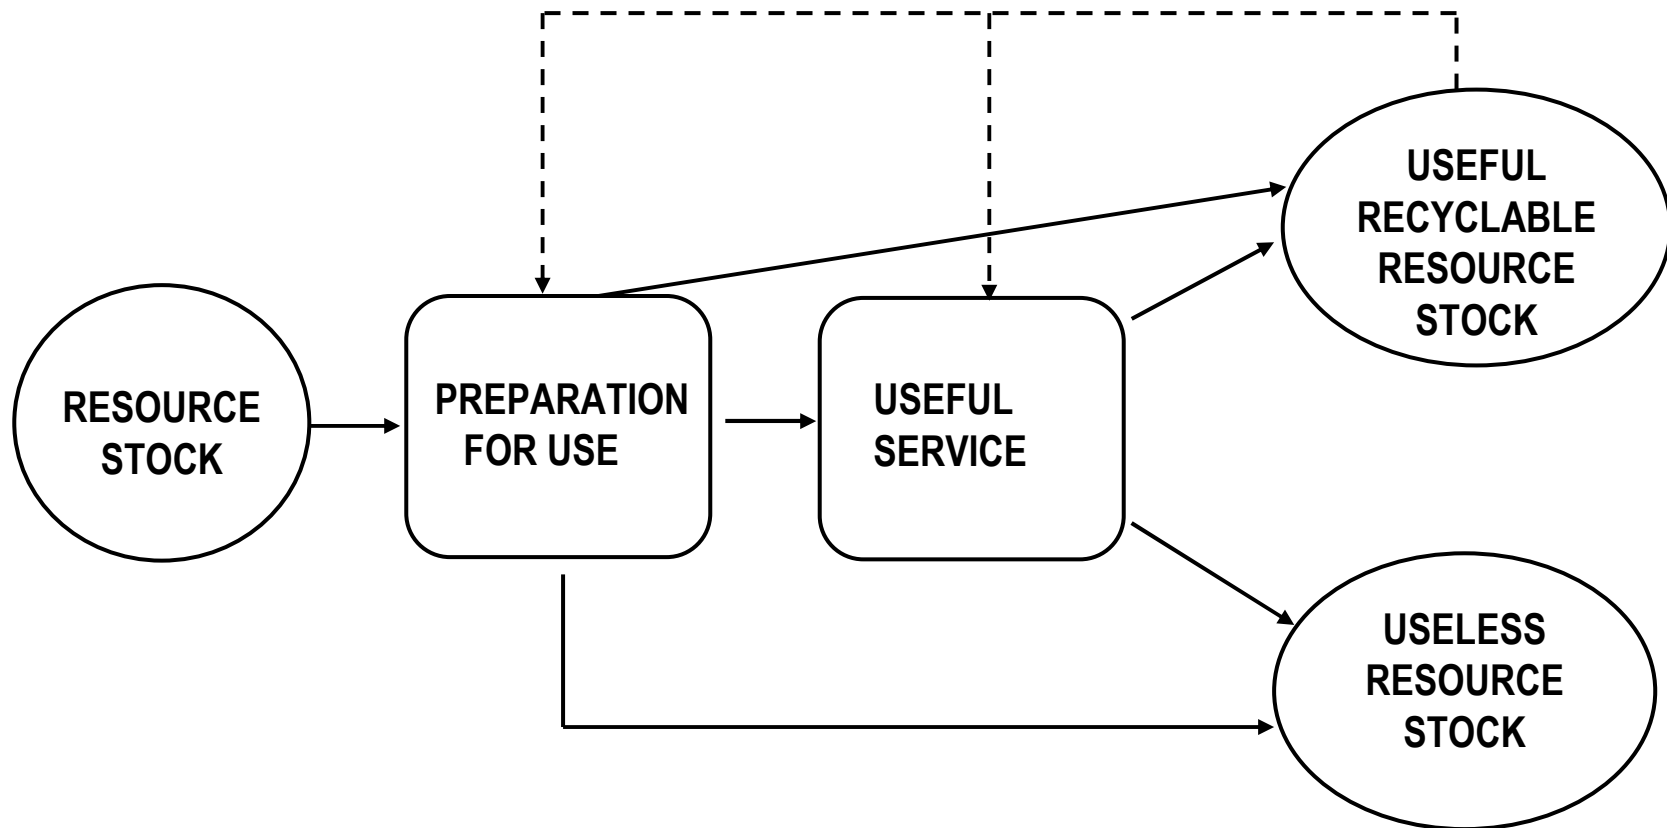 RESOURCE
STOCK
PREPARATION
FOR USE
USEFUL
SERVICE
USEFUL
RECYCLABLE
RESOURCE
STOCK
USELESS
RESOURCE
STOCK